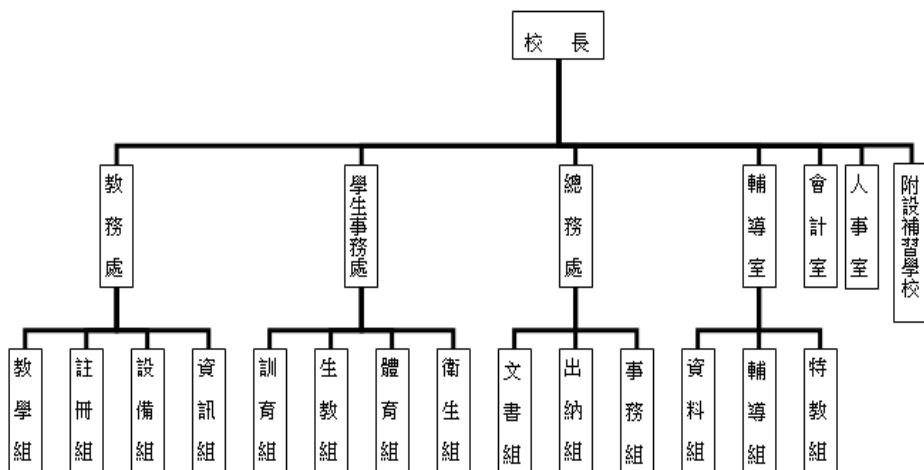 校長
教務處
學生事務處
總務處
輔導室
會計室
人事室
附設補習學校
教學組
註冊組
設備組
資訊組
訓育組
生教組
體育組
衛生組
文書組
出納組
事務組
資料組
輔導組
特教組